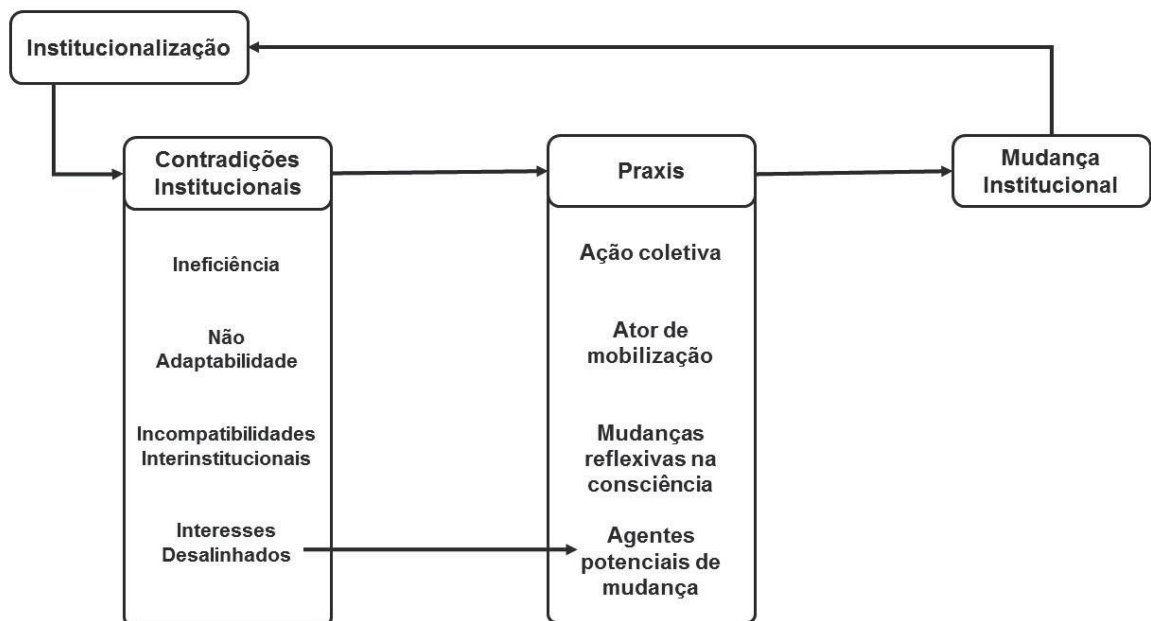 Institucionalização
Contradições
Institucionais
Ineficiência
Não
Adaptabilidade
Incompatibilidades
Interinstitucionais
Interesses
Desalinhados
Praxis
Ação coletiva
Ator de
mobilização
Mudanças
reflexivas na
consciência
Agentes
potenciais de
mudança
Mudança
Institucional